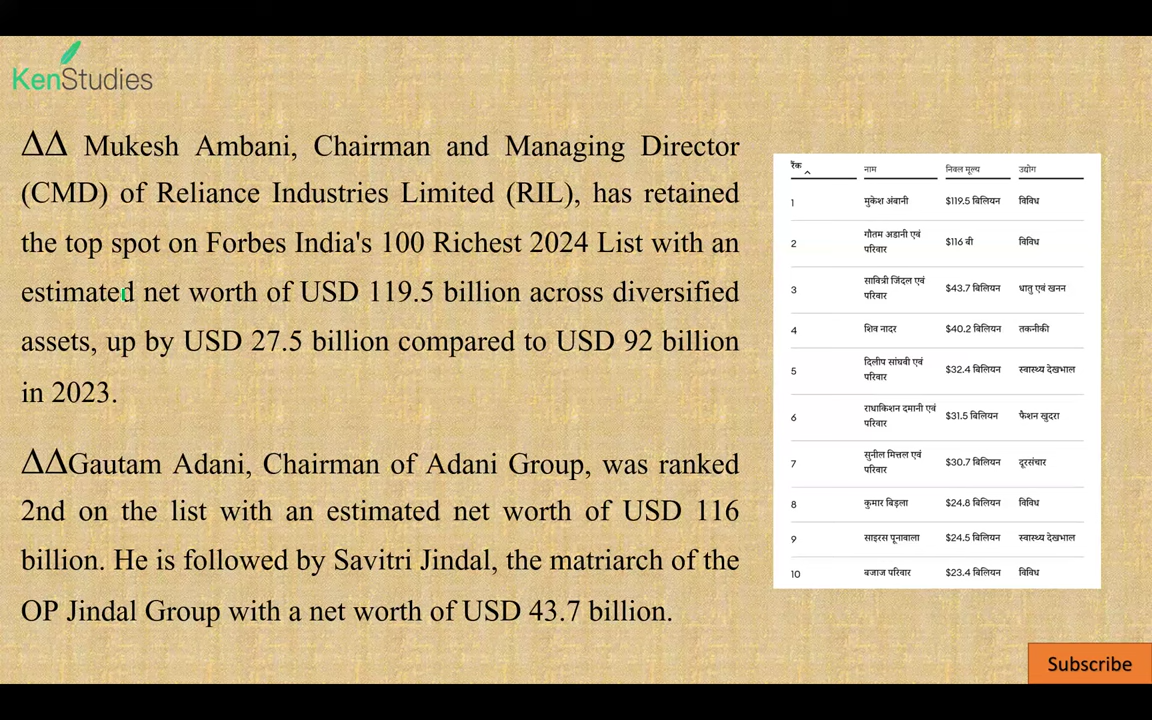 KenStudies
ΔΔ Mukesh Ambani, Chairman and Managing Director
(CMD) of Reliance Industries Limited (RIL), has retained
the top spot on Forbes India's 100 Richest 2024 List with an
estimated net worth of USD 119.5 billion across diversified
assets, up by USD 27.5 billion compared to USD 92 billion
in 2023.
ΔΔGautam Adani, Chairman of Adani Group, was ranked
2nd on the list with an estimated net worth of USD 116
billion. He is followed by Savitri Jindal, the matriarch of the
OP Jindal Group with a net worth of USD 43.7 billion.
रैंक नाम निवल मूल्य उद्योग
1 मुकेश अंबानी $119.5 बिलियन विविध
2 गौतम अडानी एवं परिवार $116 बी विविध
3 सावित्री जिंदल एवं परिवार $43.7 बिलियन धातु एवं खनन
4 शिव नादर $40.2 बिलियन तकनीकी
5 दिलीप सांघवी एवं परिवार $32.4 बिलियन स्वास्थ्य देखभाल
6 राधाकिशन दमानी एवं परिवार $31.5 बिलियन फैशन खुदरा
7 सुनील मित्तल एवं परिवार $30.7 बिलियन दूरसंचार
8 कुमार बिड़ला $24.8 बिलियन विविध
9 साइरस पूनावाला $24.5 बिलियन स्वास्थ्य देखभाल
10 बजाज परिवार $23.4 बिलियन विविध
Subscribe